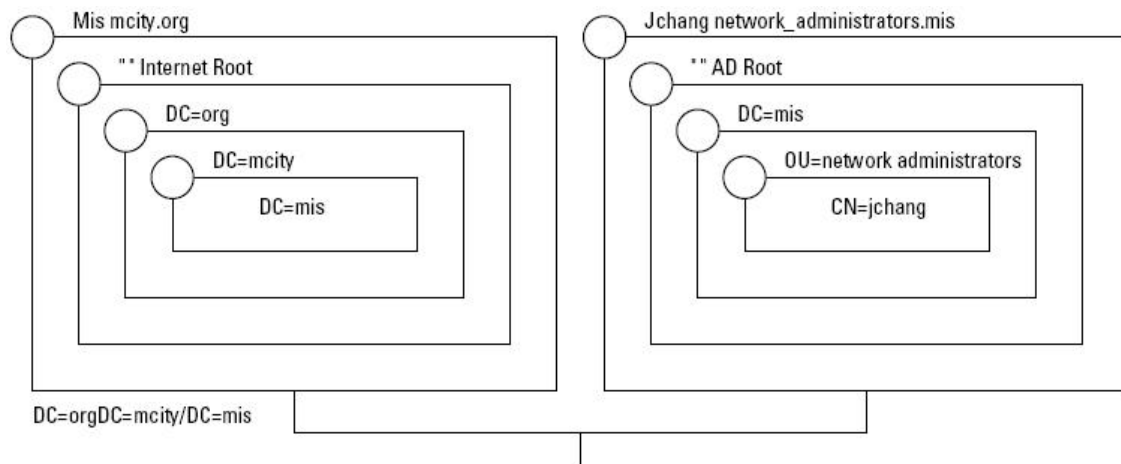 Mis mcity.org
" " Internet Root
DC=org
DC=mcity
DC=mis
DC=orgDC=mcity/DC=mis
Jchang network_administrators.mis
" " AD Root
DC=mis
OU=network administrators
CN=jchang